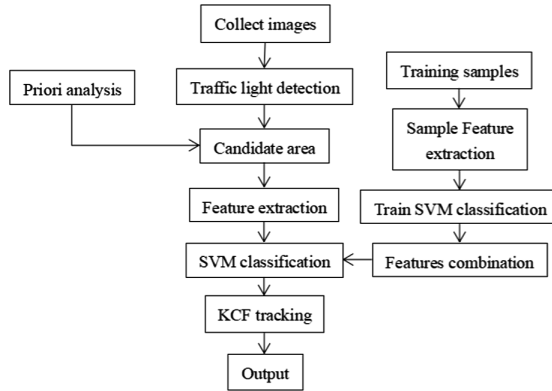 Collect images
Training samples
Priori analysis
Traffic light detection
Sample Feature
extraction
Candidate area
Feature extraction
Train SVM classification
SVM classification
Features combination
KCF tracking
Output